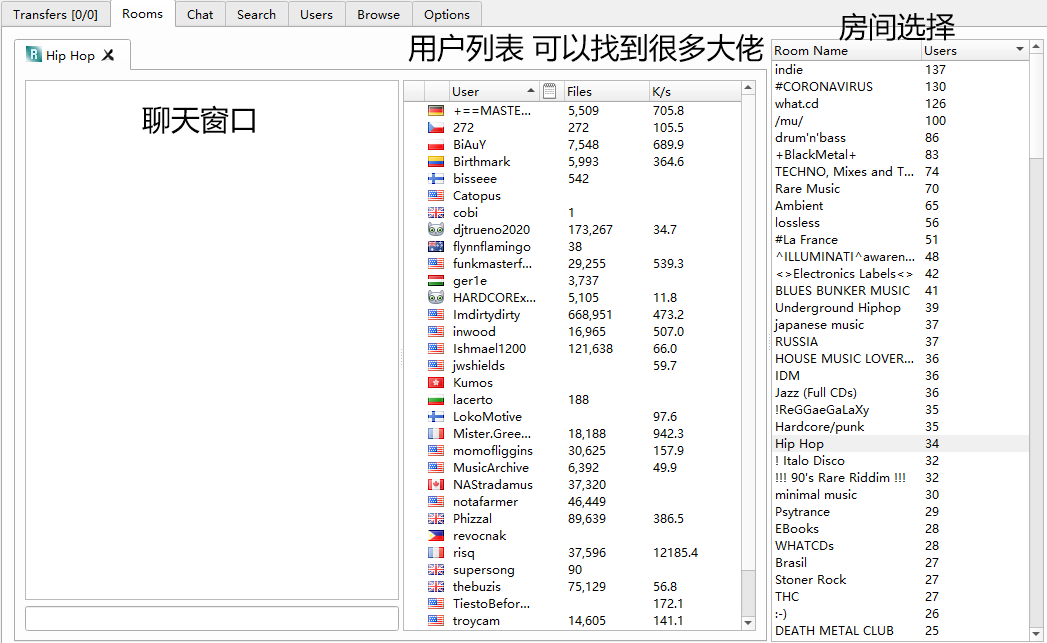 Transfers [0/0] Rooms Chat Search Users Browse Options
Hip Hop
用户列表 可以找到很多大佬
房间选择
聊天窗口
User Files K/s
+==MASTE... 5,509 705.8
272 272 105.5
BiAuY 7,548 689.9
Birthmark 5,993 364.6
bisseee 542
Catopus
cobi 1
djtrueno2020 173,267 34.7
flynnflamingo 38
funkmasterf... 29,255 539.3
ger1e 3,737
HARDCOREx... 5,105 11.8
Imdirtydirty 668,951 473.2
inwood 16,965 507.0
Ishmael1200 121,638 66.0
jwshields 59.7
Kumos
lacerto 188
LokoMotive 97.6
Mister.Gree... 18,188 942.3
momofliggins 30,625 157.9
MusicArchive 6,392 49.9
NAStradamus 37,320
notafarmer 46,449
Phizzal 89,639 386.5
revocnak
risq 37,596 12185.4
supersong 90
thebuzis 75,129 56.8
TiestoBefor... 172.1
troycam 14,605 141.1
Room Name Users
indie 137
#CORONAVIRUS 130
what.cd 126
/mu/ 100
drum'n'bass 86
+BlackMetal+ 83
TECHNO, Mixes and T... 74
Rare Music 70
Ambient 65
lossless 56
#La France 51
^ILLUMINATI^awaren... 48
<>Electronics Labels<> 42
BLUES BUNKER MUSIC 41
Underground Hiphop 39
japanese music 37
RUSSIA 37
HOUSE MUSIC LOVER... 36
IDM 36
Jazz (Full CDs) 36
!ReGGaeGaLaXy 35
Hardcore/punk 35
Hip Hop 34
! Italo Disco 32
!!! 90's Rare Riddim !!! 32
minimal music 30
Psytrance 29
EBooks 28
WHATCDs 28
Brasil 27
Stoner Rock 27
THC 27
:-) 26
DEATH METAL CLUB 25